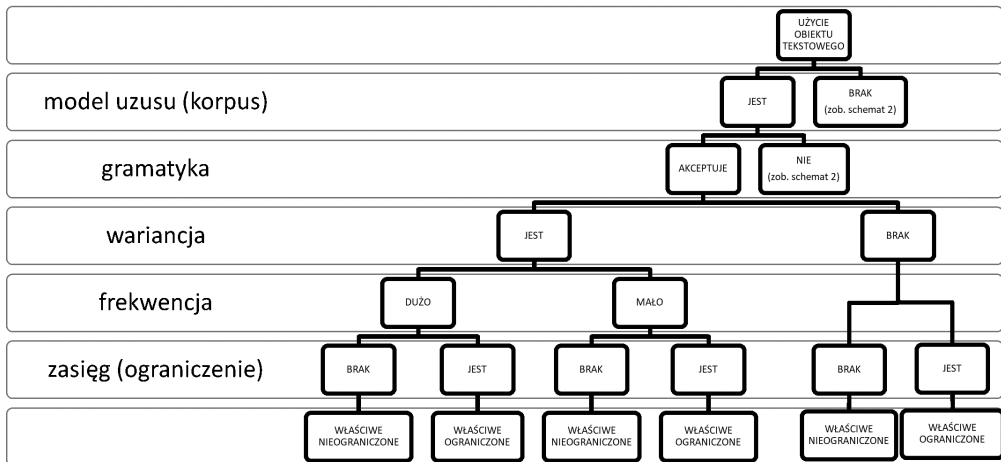 UŻYCIE
OBIEKTU
TEKSTOWEGO
model uzusu (korpus)
JEST
BRAK
(zob. schemat 2)
gramatyka
AKCEPTUJE
NIE
(zob. schemat 2)
wariancja
JEST
BRAK
frekwencja
DUŻO
MAŁO
zasięg (ograniczenie)
BRAK
JEST
BRAK
JEST
BRAK
JEST
WŁAŚCIWE
NIEOGRANICZONE
WŁAŚCIWE
OGRANICZONE
WŁAŚCIWE
NIEOGRANICZONE
WŁAŚCIWE
OGRANICZONE
WŁAŚCIWE
NIEOGRANICZONE
WŁAŚCIWE
OGRANICZONE